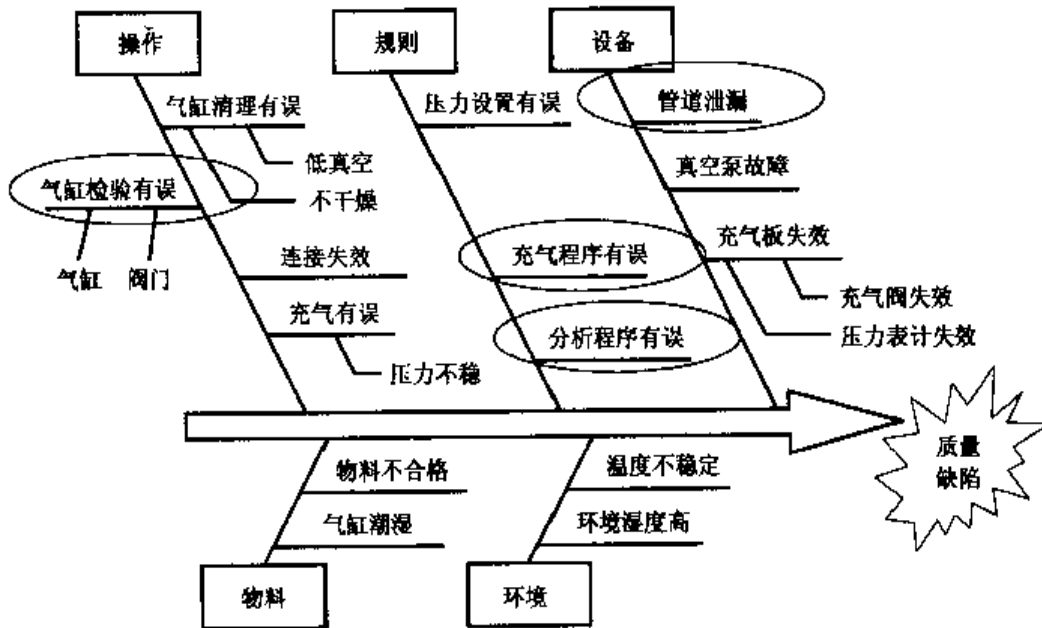 操作
规则
设备
气缸清理有误
压力设置有误
管道泄漏
低真空
真空泵故障
气缸检验有误
不干燥
充气板失效
连接失效
充气程序有误
气缸
阀门
充气阀失效
充气有误
分析程序有误
压力表计失效
压力不稳
质量
缺陷
物料不合格
温度不稳定
气缸潮湿
环境湿度高
物料
环境